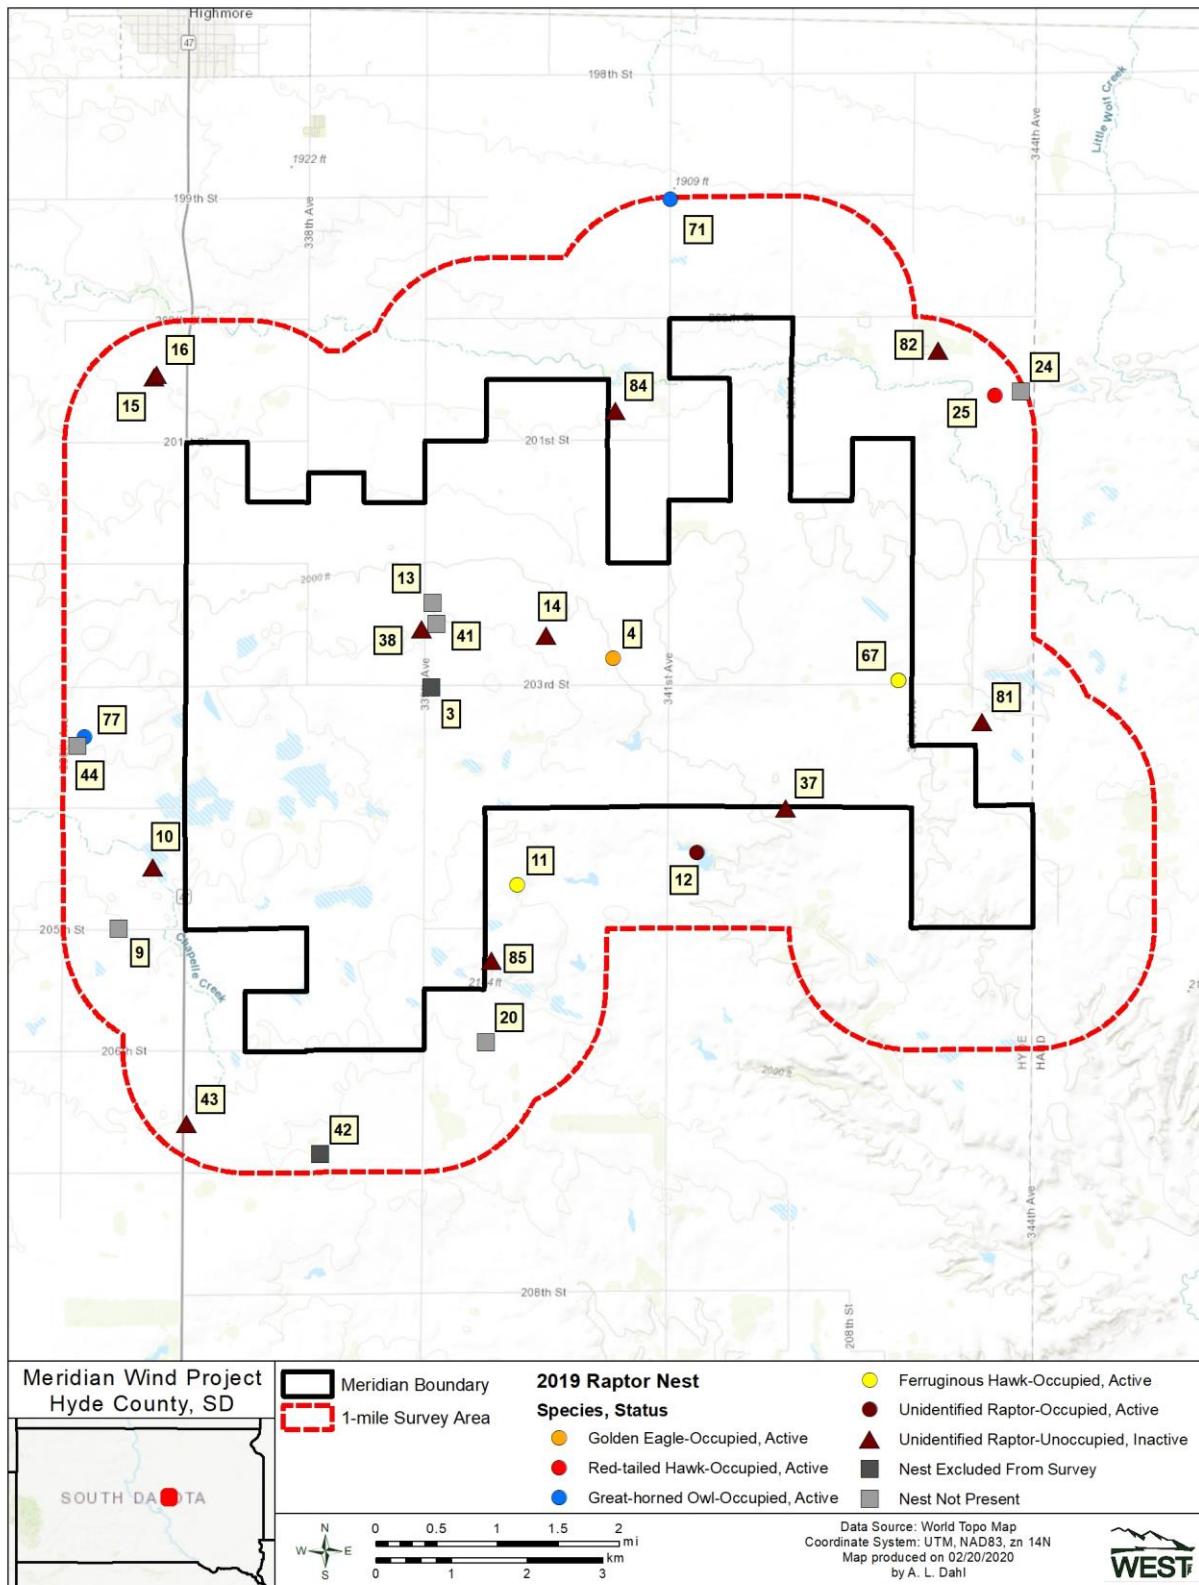 Highmore
47
198th St
Little Wolf Creek
344th Ave
1922 ft
1909 ft
199th St
338th Ave
71
16
82
24
84
15
25
201st St
201st St
2000 ft
13
14
4
38
41
67
339th Ave
203rd St
341st Ave
3
81
77
44
37
10
11
12
47
205th St
9
Chapelle Creek
85
20
206th St
HYDE
HAND
2000 ft
43
42
344th Ave
208th St
208th St
Meridian Wind Project
Hyde County, SD
SOUTH DAKOTA
Meridian Boundary
1-mile Survey Area
2019 Raptor Nest
Species, Status
Golden Eagle-Occupied, Active
Red-tailed Hawk-Occupied, Active
Great-horned Owl-Occupied, Active
Ferruginous Hawk-Occupied, Active
Unidentified Raptor-Occupied, Active
Unidentified Raptor-Unoccupied, Inactive
Nest Excluded From Survey
Nest Not Present
N
W E
S
0 0.5 1 1.5 2
mi
km
0 1 2 3
Data Source: World Topo Map
Coordinate System: UTM, NAD83, zn 14N
Map produced on 02/20/2020
by A. L. Dahl
WEST